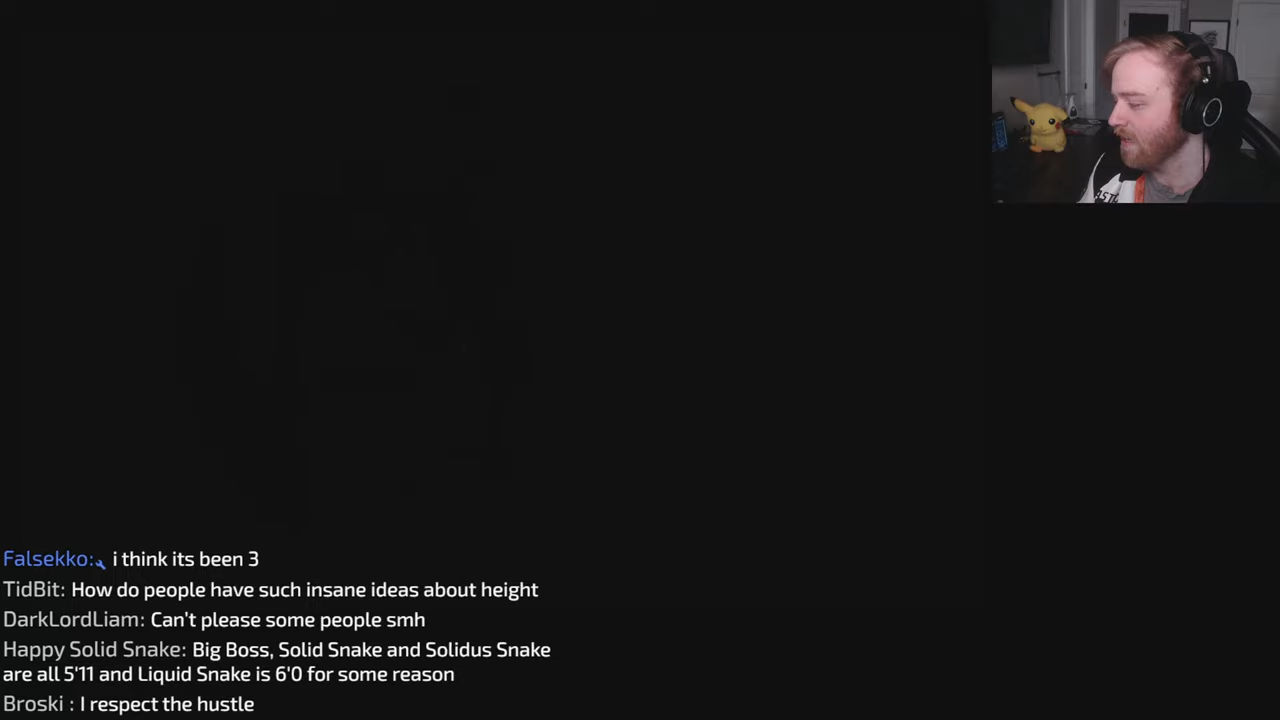 Falsekko: i think its been 3
TidBit: How do people have such insane ideas about height
DarkLordLiam: Can't please some people smh
Happy Solid Snake: Big Boss, Solid Snake and Solidus Snake
are all 5'11 and Liquid Snake is 6'0 for some reason
Broski : I respect the hustle